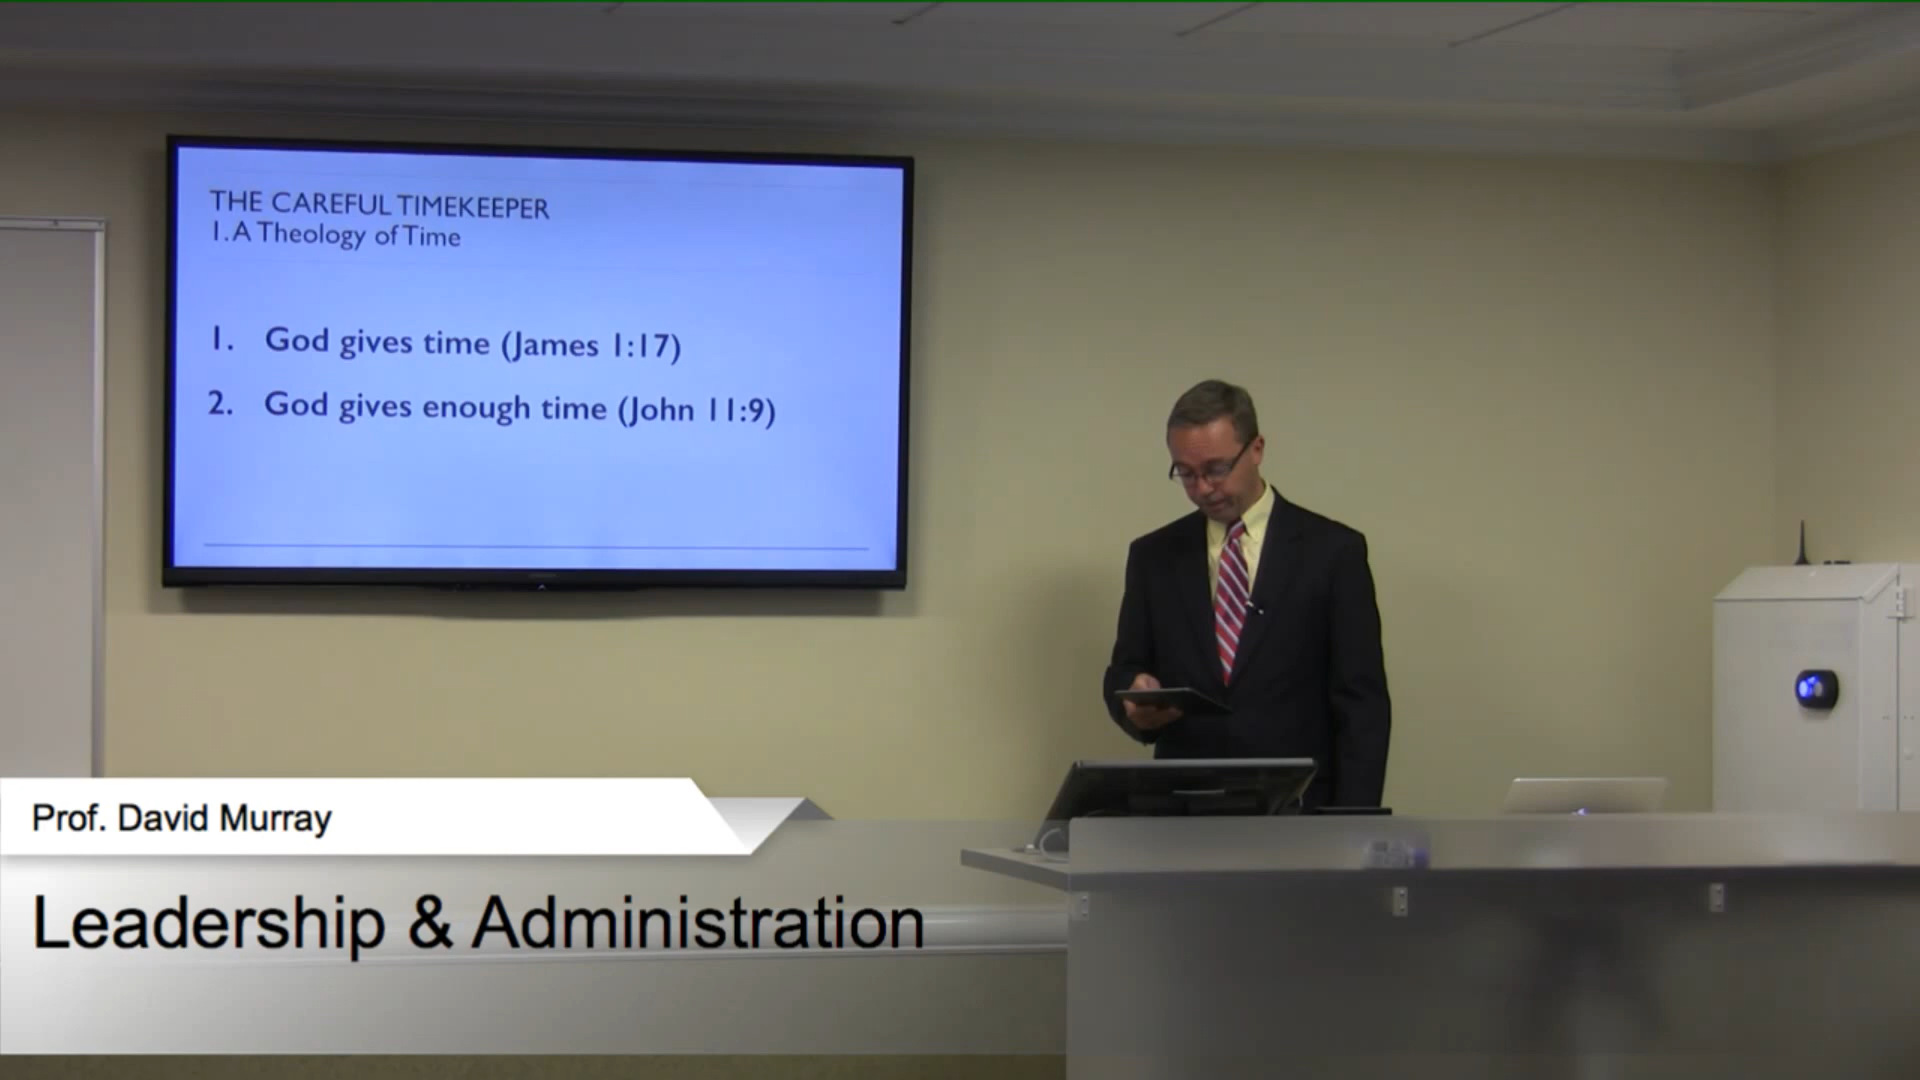 THE CAREFUL TIMEKEEPER
1. A Theology of Time
1. God gives time (James 1:17)
2. God gives enough time (John 11:9)
Prof. David Murray
Leadership & Administration